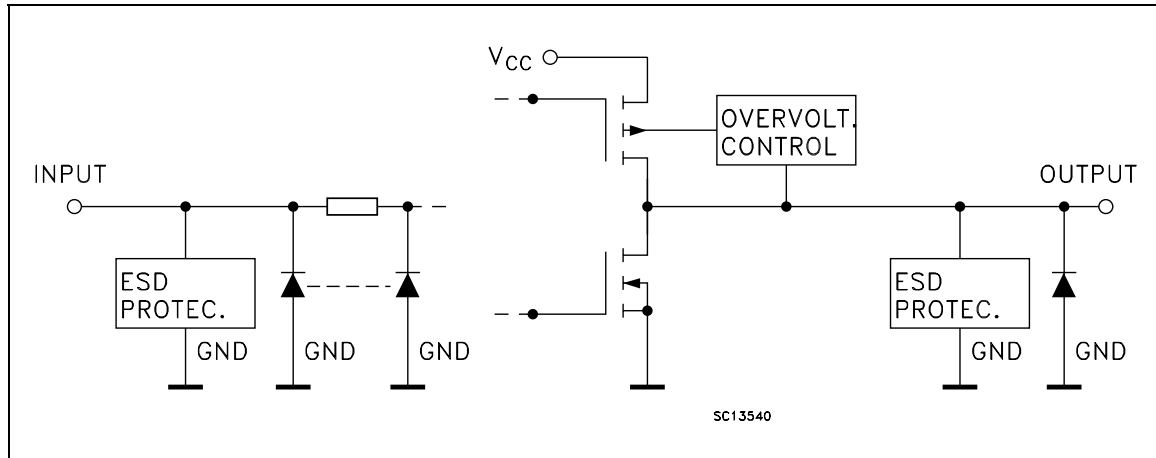 VCC
OVERVOLT.
CONTROL
INPUT
OUTPUT
ESD
PROTEC.
ESD
PROTEC.
GND
GND
GND
GND
GND
SC13540